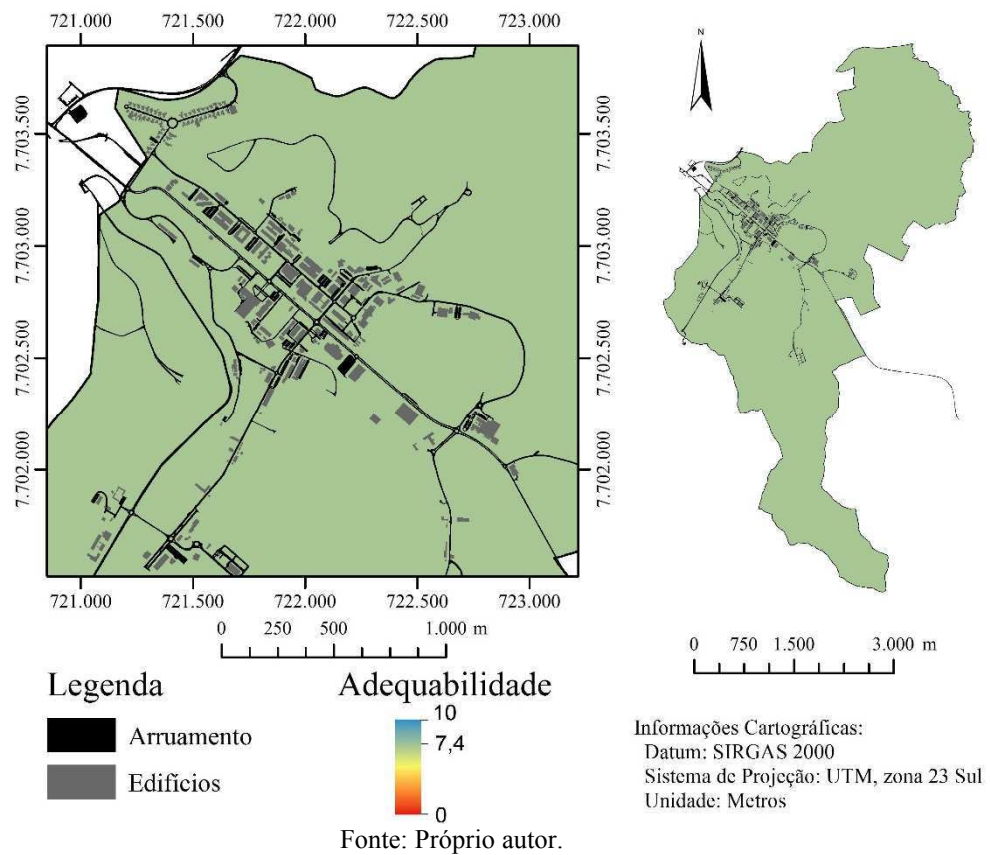 721.000 721.500 722.000 722.500 723.000
N
7.703.500 7.703.500
7.703.000 7.703.000
7.702.500 7.702.500
7.702.000 7.702.000
721.000 721.500 722.000 722.500 723.000
0 250 500 1.000 m
0 750 1.500 3.000 m
Legenda
Arruamento
Edifícios
Adequabilidade
10
7,4
0
Informações Cartográficas:
Datum: SIRGAS 2000
Sistema de Projeção: UTM, zona 23 Sul
Unidade: Metros
Fonte: Próprio autor.